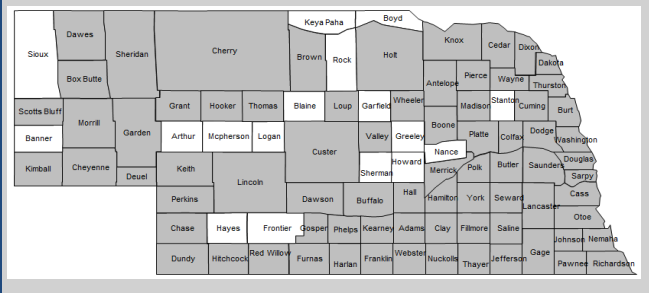 Keya Paha Boyd
Dawes Knox
Sioux Sheridan Cherry Brown Rock Holt Cedar Dixon
Dakota
Box Butte Antelope Pierce Wayne Thurston
Scotts Bluff Grant Hooker Thomas Blaine Loup Garfield Wheeler Madison Stanton Cuming Burt
Morrill Garden Boone
Banner Arthur Mcpherson Logan Custer Valley Greeley Platte Colfax Dodge Washington
Nance
Kimball Cheyenne Deuel Keith Lincoln Sherman Howard Merrick Polk Butler Saunders Douglas
Sarpy
Perkins Dawson Buffalo Hall Hamilton York Seward Lancaster Cass
Otoe
Chase Hayes Frontier Gosper Phelps Kearney Adams Clay Fillmore Saline
Johnson Nemaha
Dundy Hitchcock Red Willow Furnas Harlan Franklin Webster Nuckolls Thayer Jefferson Gage Pawnee Richardson